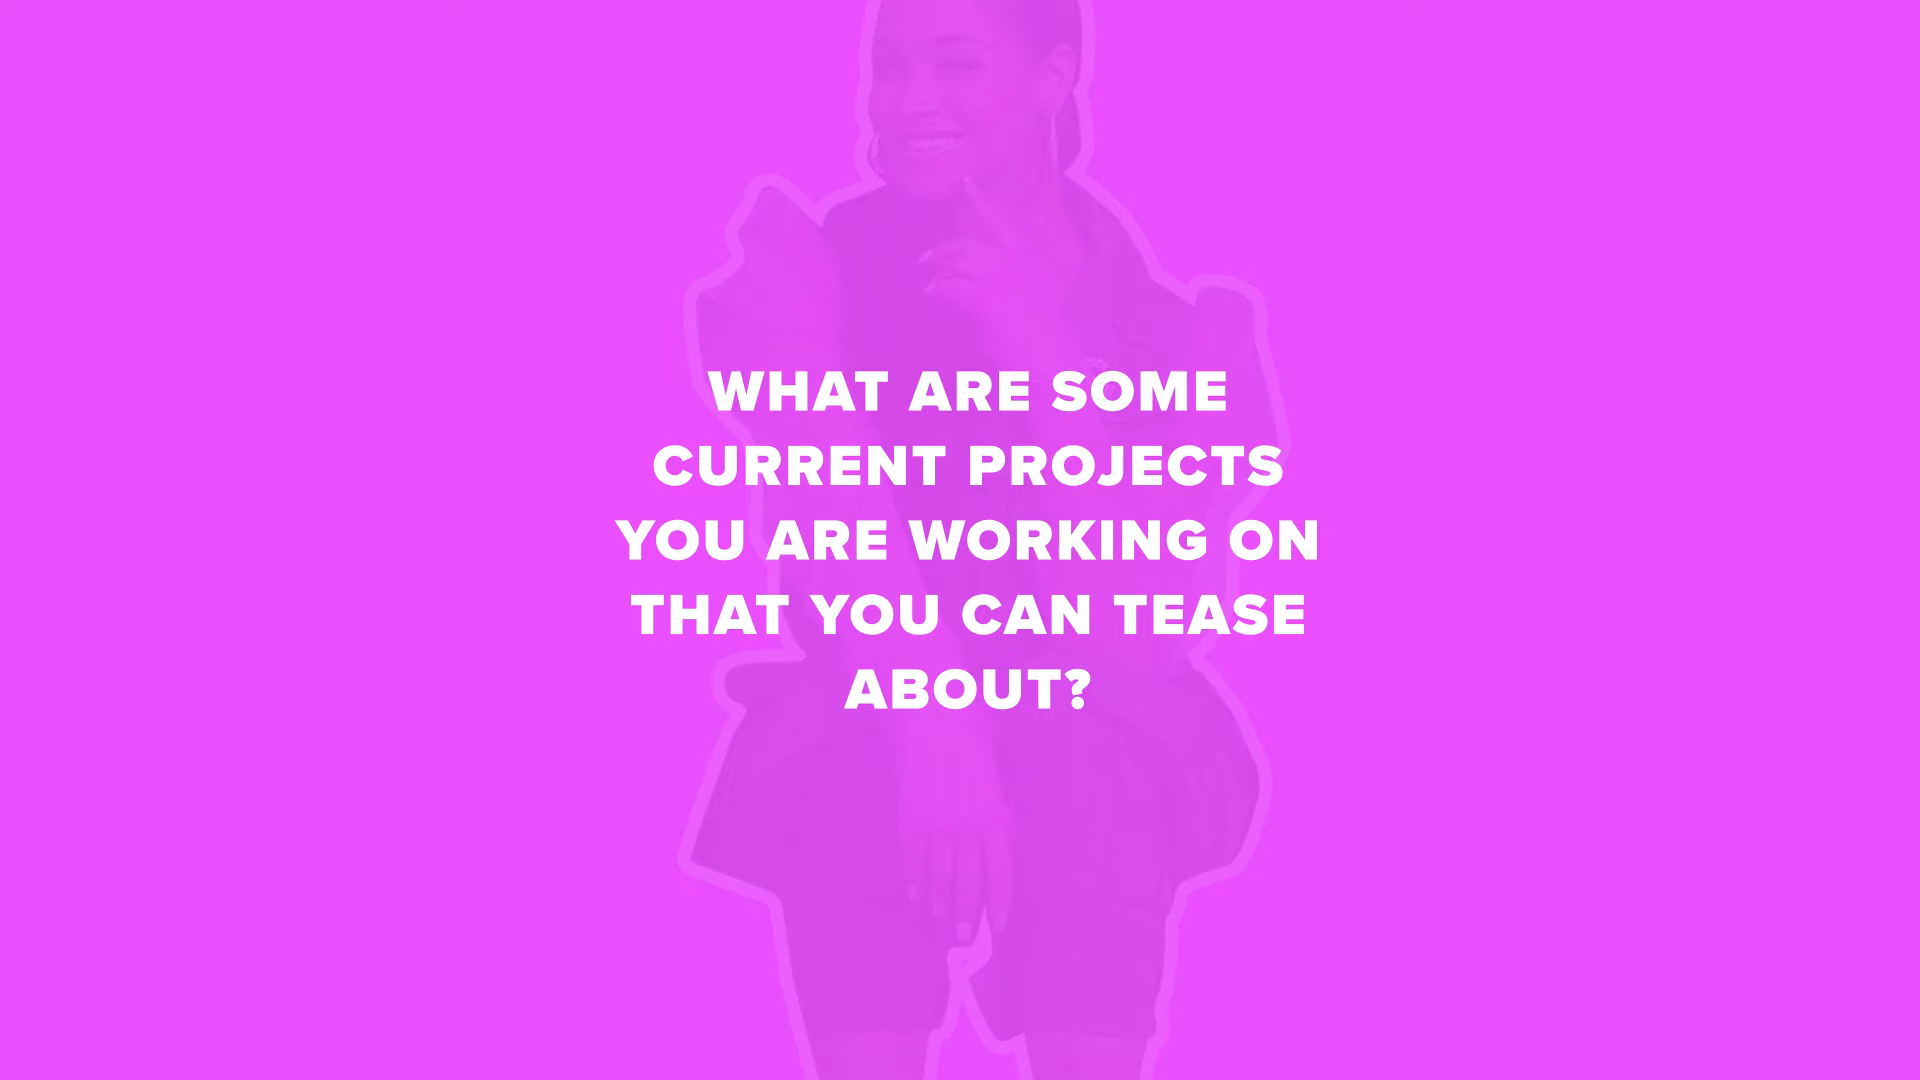 WHAT ARE SOME
CURRENT PROJECTS
YOU ARE WORKING ON
THAT YOU CAN TEASE
ABOUT?